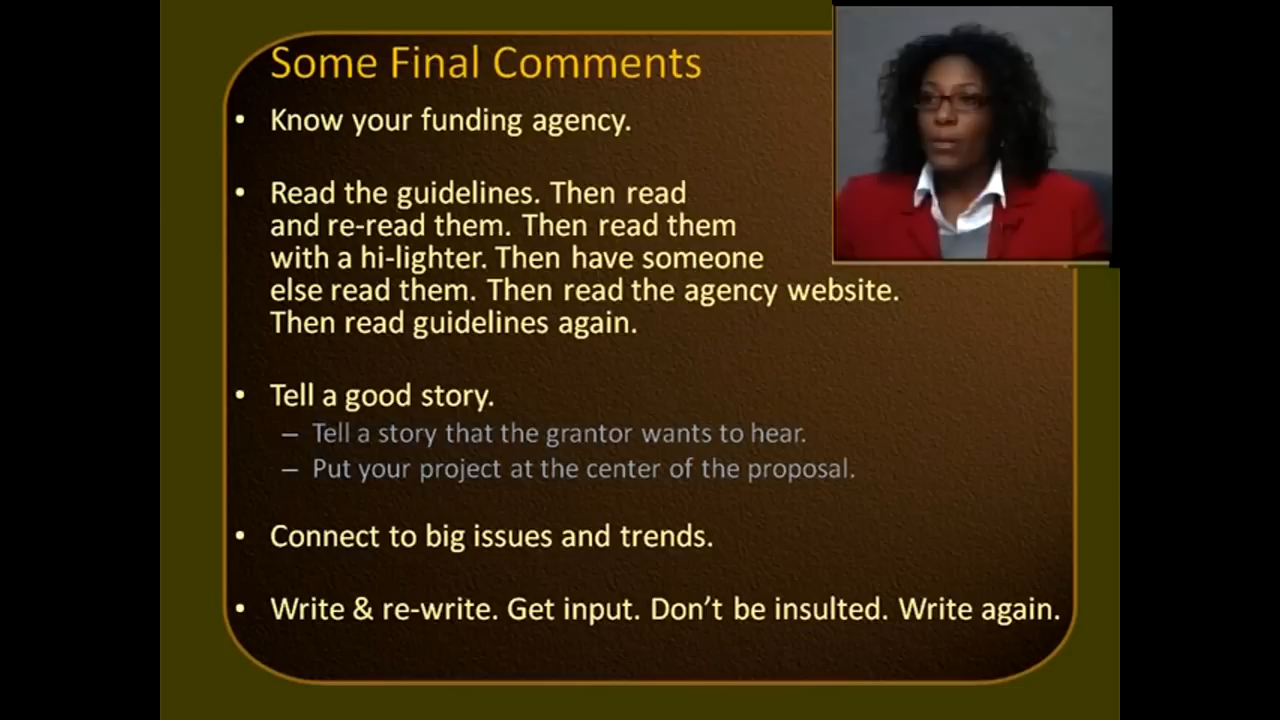 Some Final Comments
• Know your funding agency.
• Read the guidelines. Then read
and re-read them. Then read them
with a hi-lighter. Then have someone
else read them. Then read the agency website.
Then read guidelines again.
• Tell a good story.
– Tell a story that the grantor wants to hear.
– Put your project at the center of the proposal.
• Connect to big issues and trends.
• Write & re-write. Get input. Don’t be insulted. Write again.